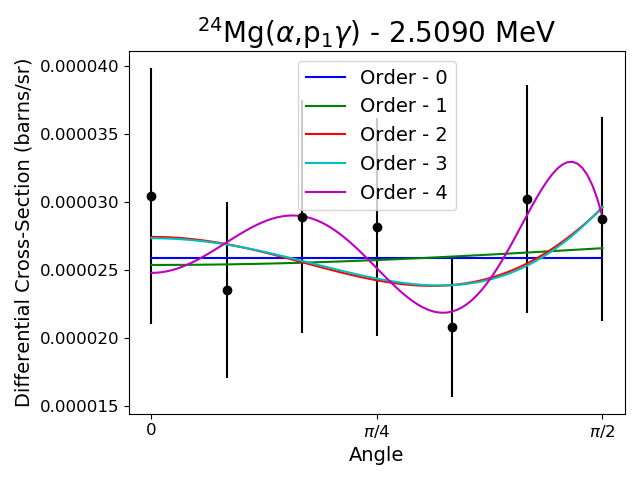 ²⁴Mg(α,p₁γ) - 2.5090 MeV
Differential Cross-Section (barns/sr)
0.000040
0.000035
0.000030
0.000025
0.000020
0.000015
Order - 0
Order - 1
Order - 2
Order - 3
Order - 4
0
π/4
π/2
Angle